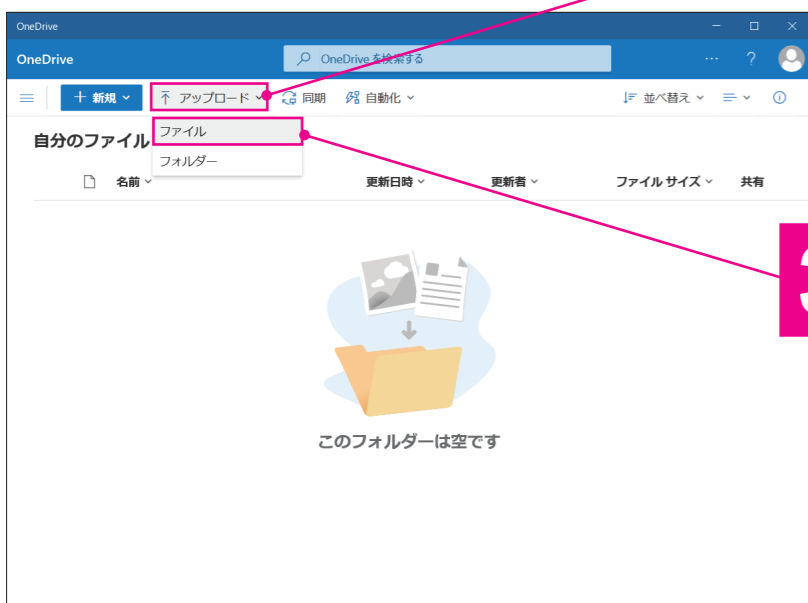 OneDrive
OneDrive
OneDrive を検索する
... ?
+ 新規
アップロード
同期
自動化
並べ替え
自分のファイル
ファイル
フォルダー
名前
更新日時
更新者
ファイル サイズ
共有
このフォルダーは空です